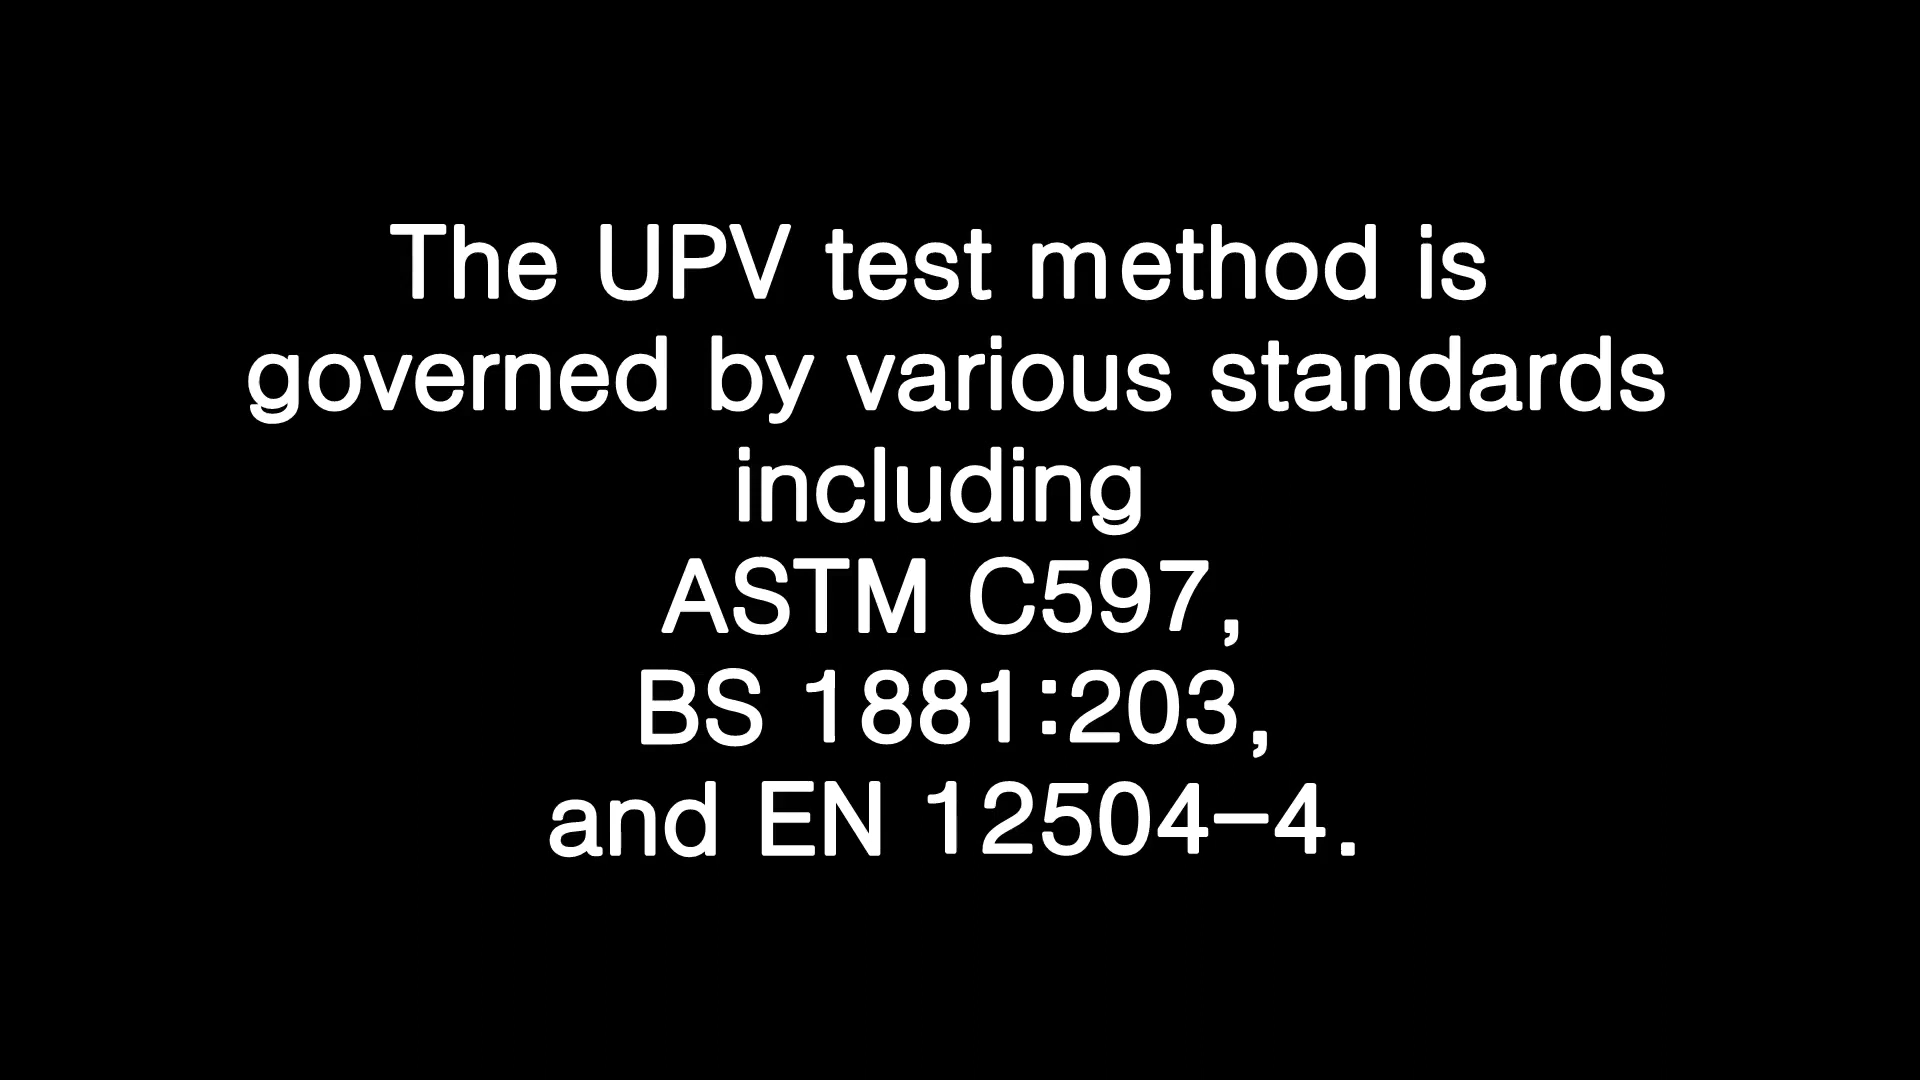 The UPV test method is
governed by various standards
including
ASTM C597,
BS 1881:203,
and EN 12504-4.